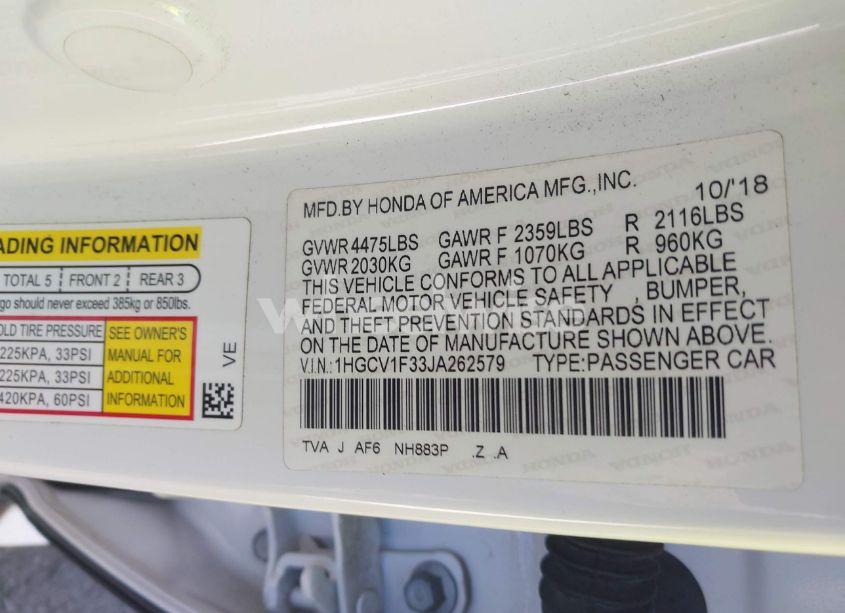 MFD.BY HONDA OF AMERICA MFG.,INC. 10/'18
GVWR 4475LBS GAWR F 2359LBS R 2116LBS
GVWR 2030KG GAWR F 1070KG R 960KG
THIS VEHICLE CONFORMS TO ALL APPLICABLE
FEDERAL MOTOR VEHICLE SAFETY , BUMPER,
AND THEFT PREVENTION STANDARDS IN EFFECT
ON THE DATE OF MANUFACTURE SHOWN ABOVE.
V.I.N.:1HGCV1F33JA262579 TYPE:PASSENGER CAR
TVA J AF6 NH883P .Z .A
ADING INFORMATION
TOTAL 5 FRONT 2 REAR 3
go should never exceed 385kg or 850lbs.
OLD TIRE PRESSURE
225KPA, 33PSI
225KPA, 33PSI
420KPA, 60PSI
SEE OWNER'S
MANUAL FOR
ADDITIONAL
INFORMATION
VE